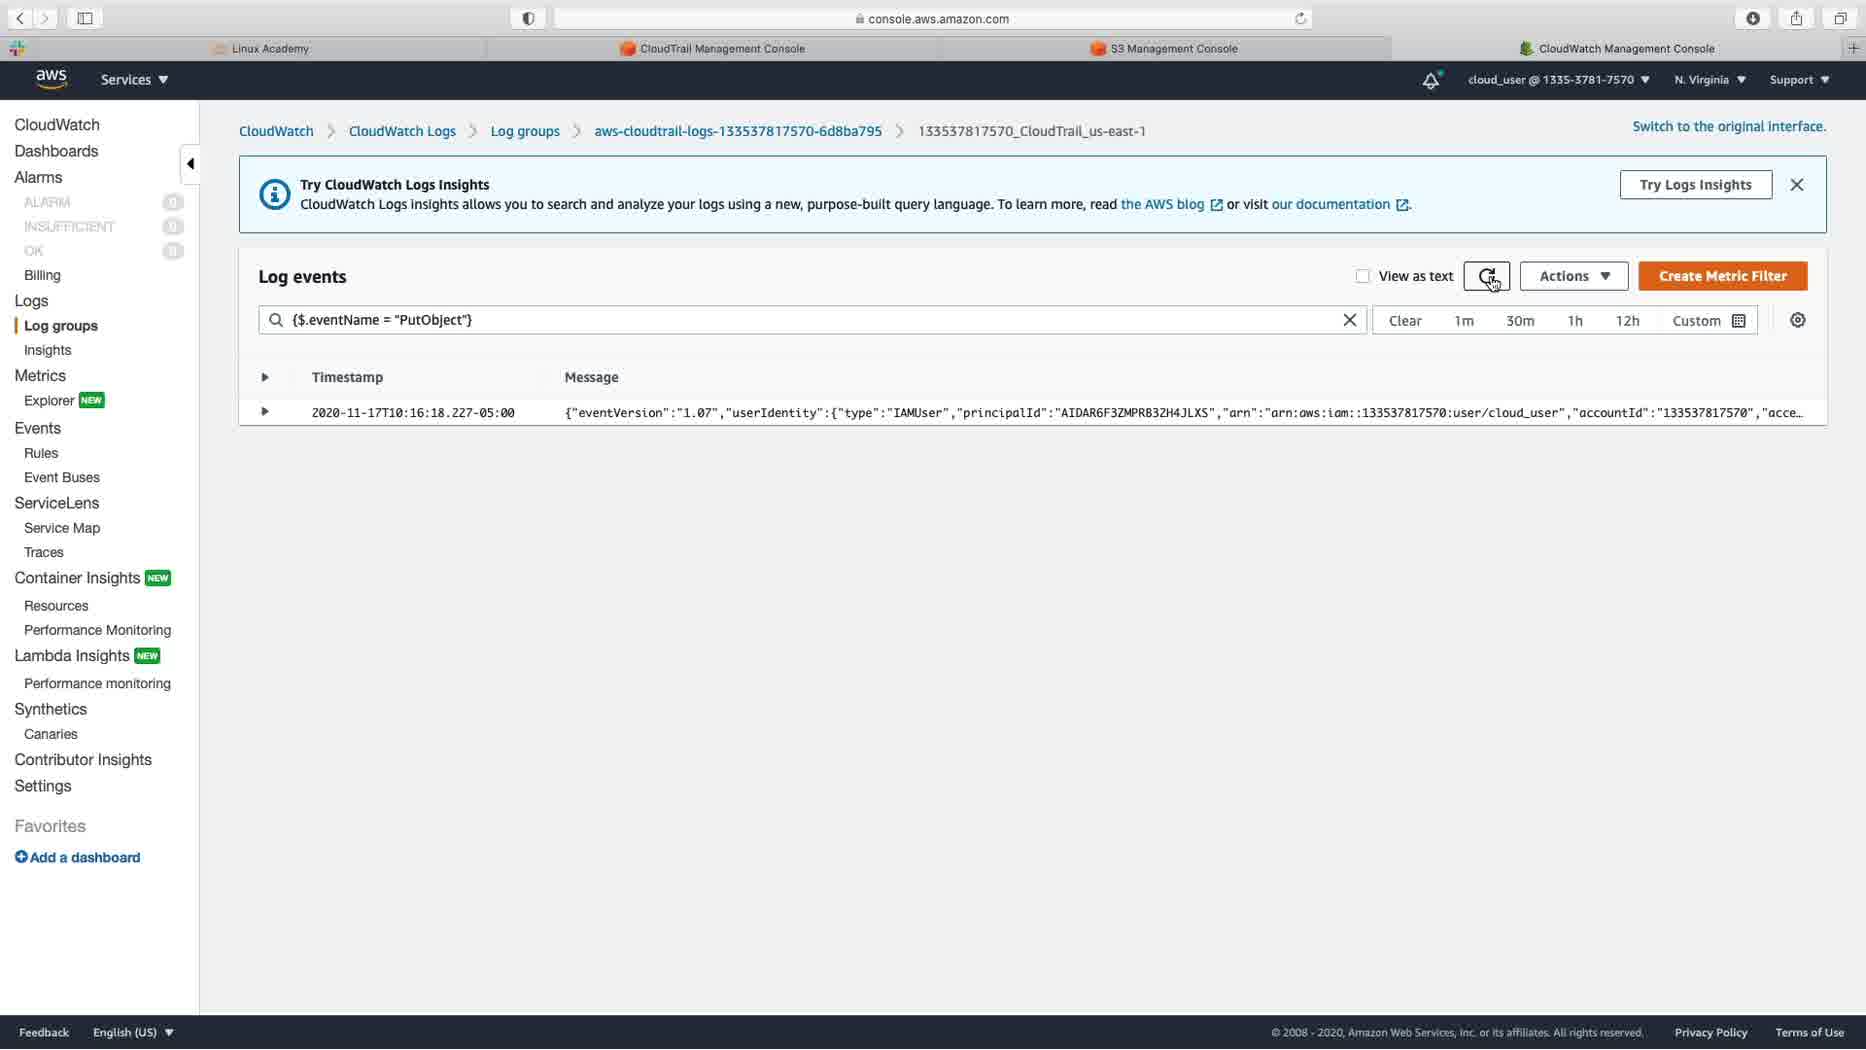 console.aws.amazon.com
Linux Academy
CloudTrail Management Console
S3 Management Console
CloudWatch Management Console
aws
Services
cloud_user @ 1335-3781-7570
N. Virginia
Support
CloudWatch
Dashboards
Alarms
ALARM 0
INSUFFICIENT 0
OK 0
Billing
Logs
Log groups
Insights
Metrics
Explorer NEW
Events
Rules
Event Buses
ServiceLens
Service Map
Traces
Container Insights NEW
Resources
Performance Monitoring
Lambda Insights NEW
Performance monitoring
Synthetics
Canaries
Contributor Insights
Settings
Favorites
Add a dashboard
CloudWatch
CloudWatch Logs
Log groups
aws-cloudtrail-logs-133537817570-6d8ba795
133537817570_CloudTrail_us-east-1
Switch to the original interface.
Try CloudWatch Logs Insights
CloudWatch Logs insights allows you to search and analyze your logs using a new, purpose-built query language. To learn more, read the AWS blog or visit our documentation .
Try Logs Insights
Log events
View as text
Actions
Create Metric Filter
{$.eventName = "PutObject"}
Clear 1m 30m 1h 12h Custom
Timestamp Message
2020-11-17T10:16:18.227-05:00 {"eventVersion":"1.07","userIdentity":{"type":"IAMUser","principalId":"AIDAR6F3ZMPRB3ZH4JLXS","arn":"arn:aws:iam::133537817570:user/cloud_user","accountId":"133537817570","acce…
Feedback English (US)
© 2008 - 2020, Amazon Web Services, Inc. or its affiliates. All rights reserved. Privacy Policy Terms of Use